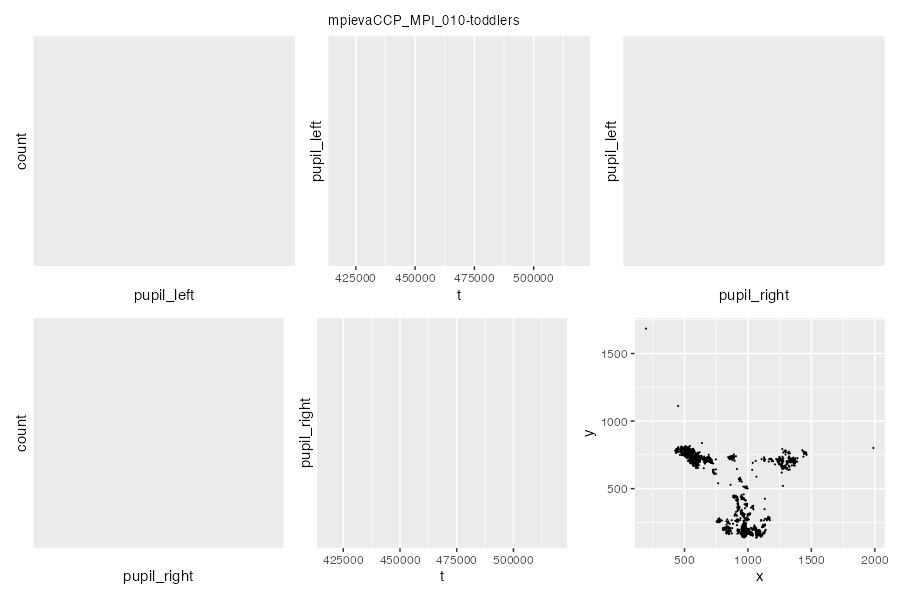 mpievaCCP_MPI_010-toddlers
count
pupil_left
pupil_left
425000 450000 475000 500000
t
pupil_left
pupil_right
count
pupil_right
pupil_right
425000 450000 475000 500000
t
y
1500
1000
500
500 1000 1500 2000
x